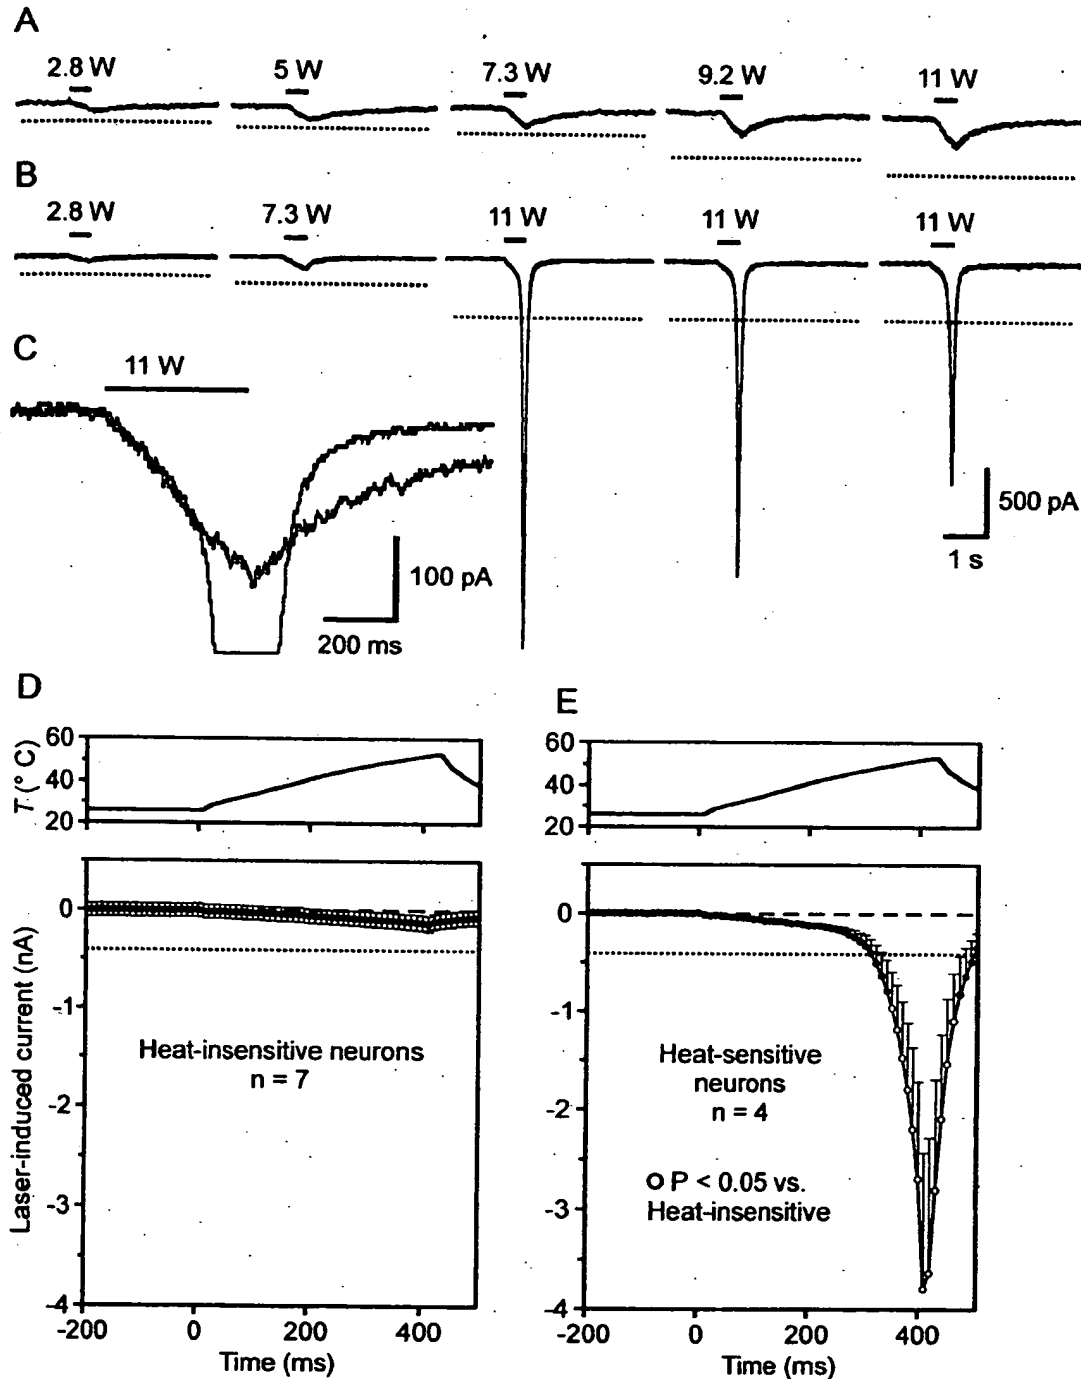 A
2.8 W 5 W 7.3 W 9.2 W 11 W
B
2.8 W 7.3 W 11 W 11 W 11 W
C
11 W
500 pA
1 s
100 pA
200 ms
D
E
T (° C)
60
40
20
60
40
20
Laser-induced current (nA)
0
-1
-2
-3
-4
Heat-insensitive neurons
n = 7
-200 0 200 400
Time (ms)
0
-1
-2
-3
-4
Heat-sensitive
neurons
n = 4
P < 0.05 vs.
Heat-insensitive
-200 0 200 400
Time (ms)